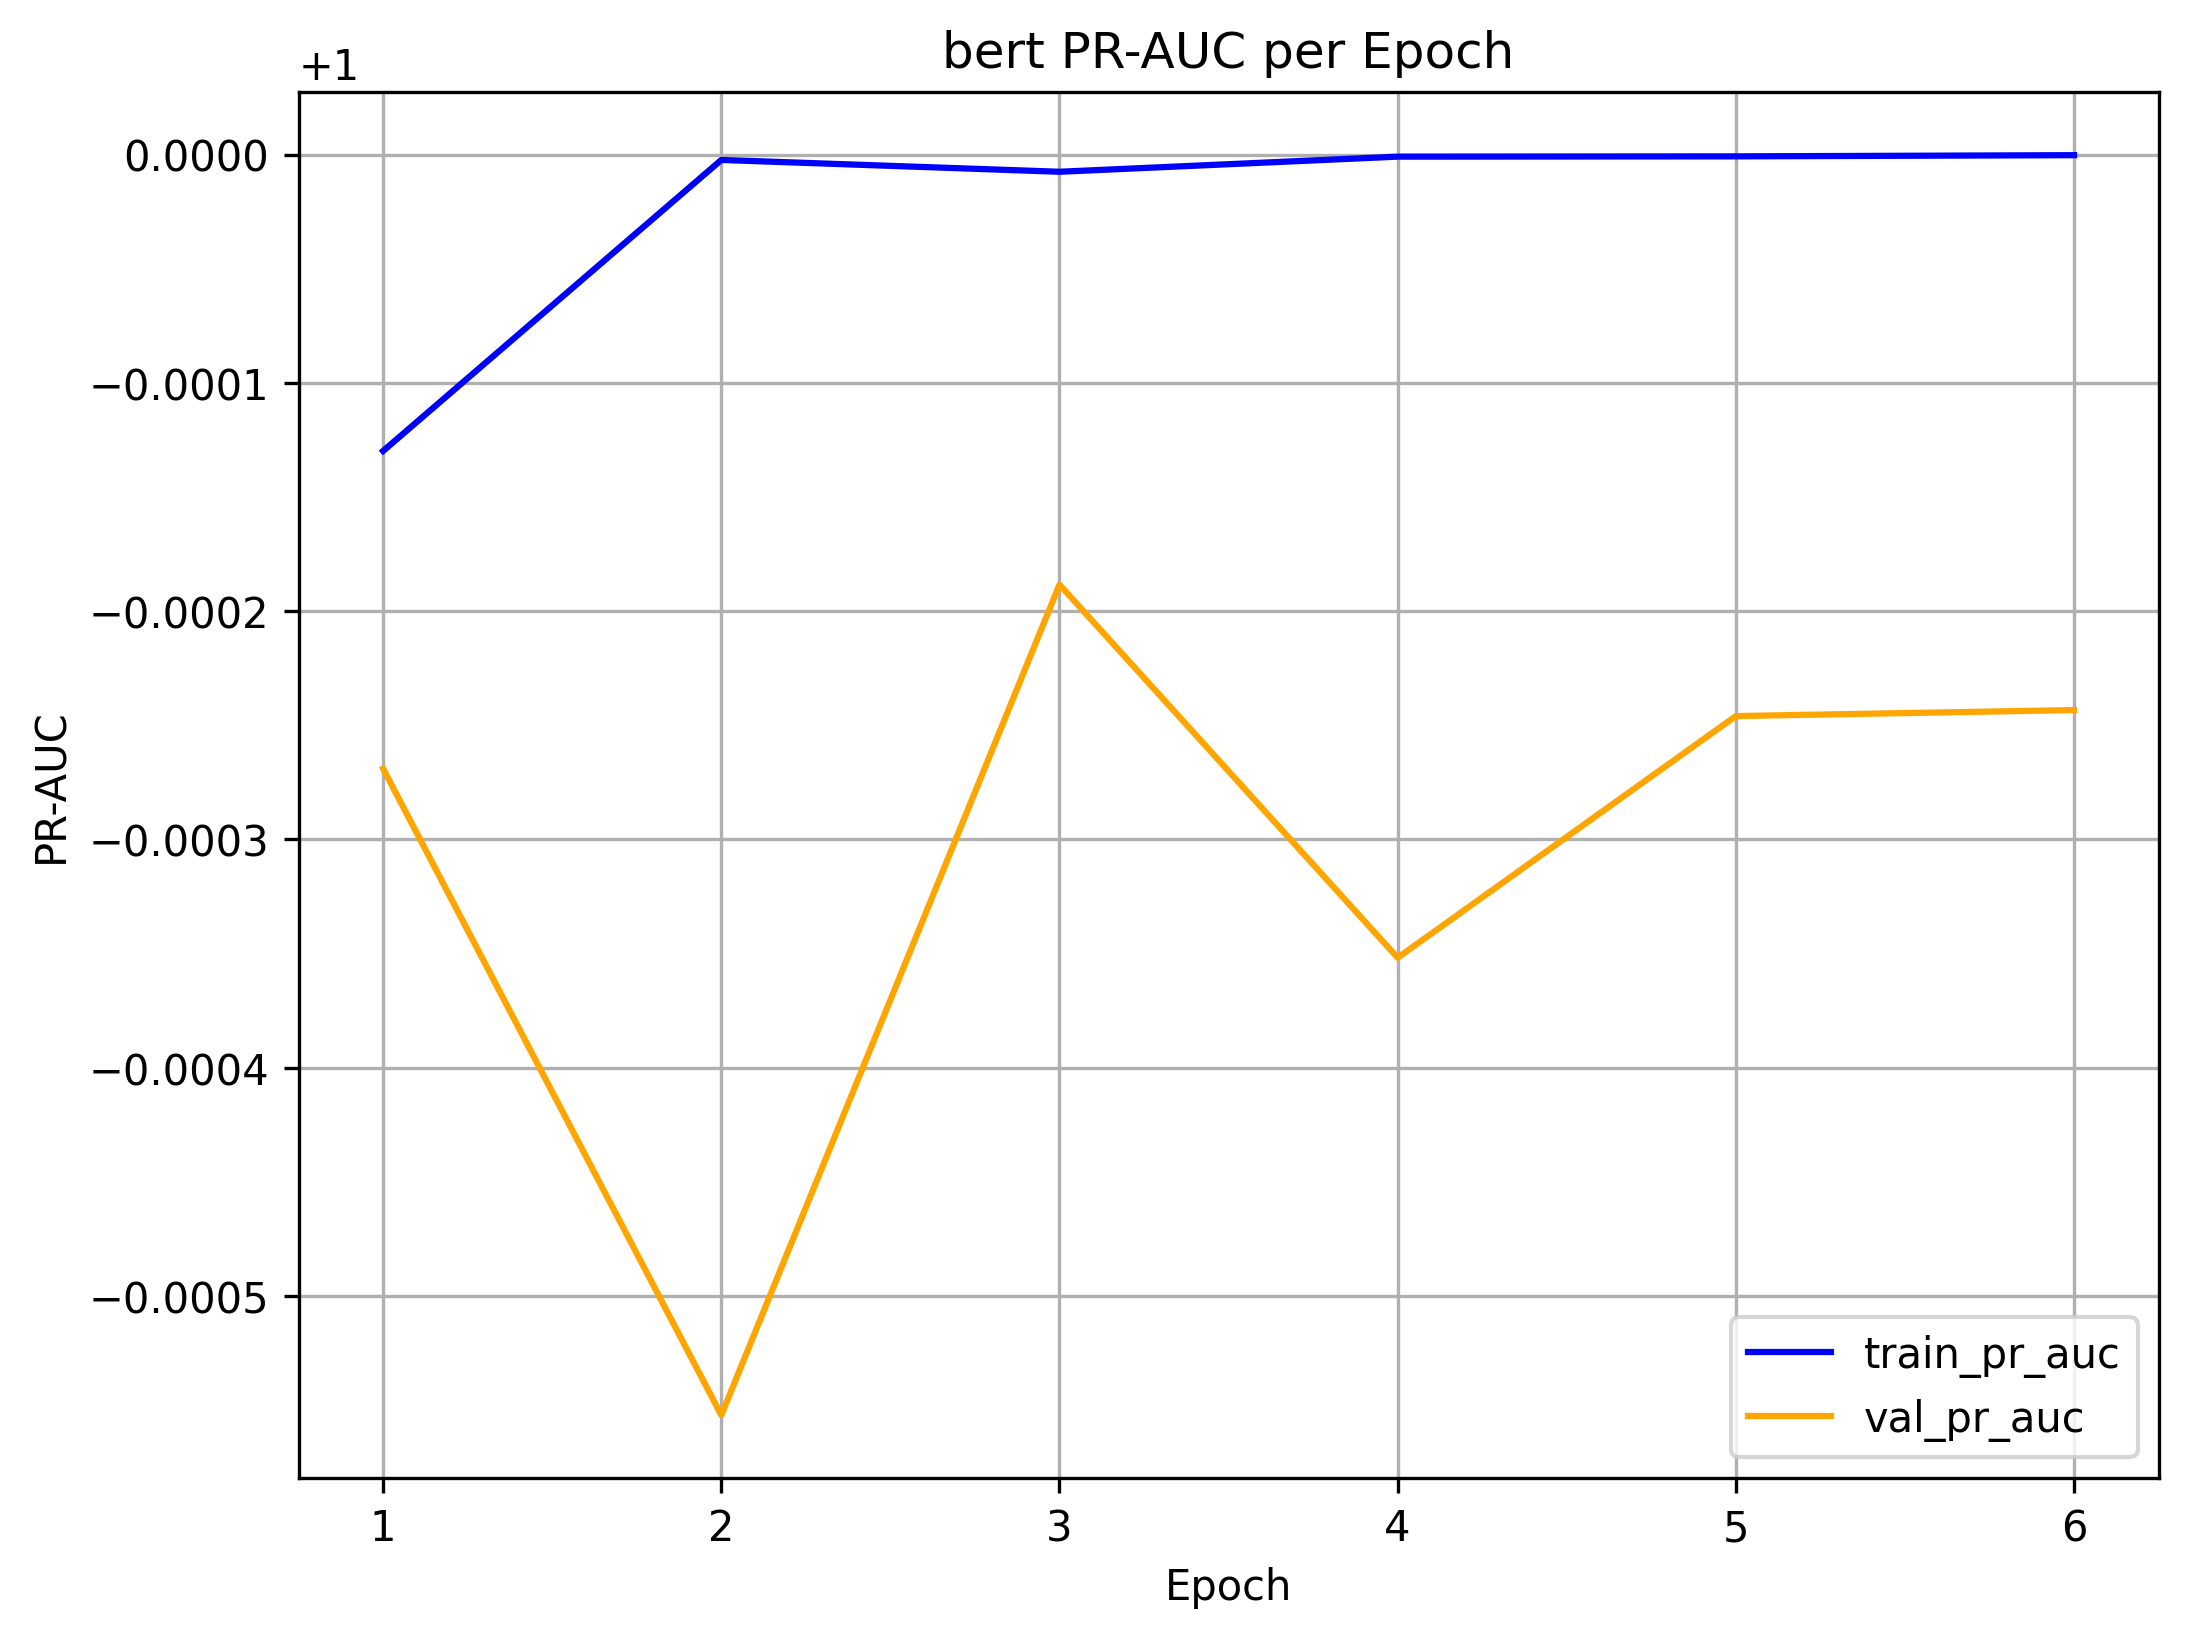 bert PR-AUC per Epoch
+1
0.0000
−0.0001
−0.0002
−0.0003
−0.0004
−0.0005
PR-AUC
1 2 3 4 5 6
Epoch
train_pr_auc
val_pr_auc